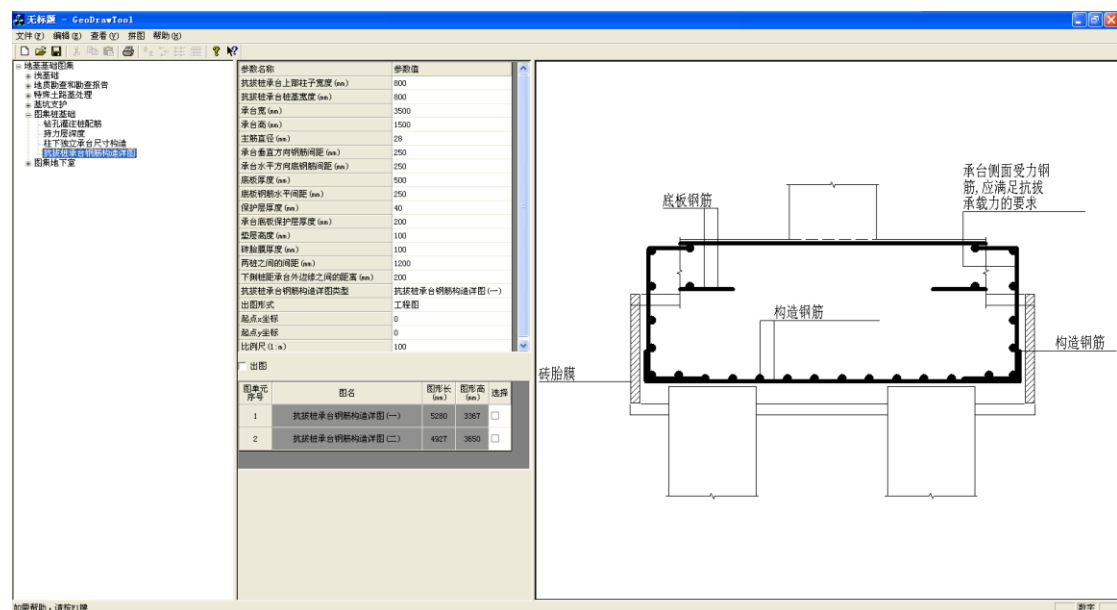 无标题 - GeoDrawTool
文件(F) 编辑(E) 查看(V) 拼图 帮助(H)
地基基础图集
浅基础
地质勘查和勘查报告
特殊土路基处理
基坑支护
图集桩基础
钻孔灌注桩配筋
持力层深度
柱下独立承台尺寸构造
抗拔桩承台钢筋构造详图
图集地下室
参数名称 参数值
抗拔桩承台上部柱子宽度(mm) 800
抗拔桩承台桩基宽度(mm) 800
承台宽(mm) 3500
承台高(mm) 1500
主筋直径(mm) 28
承台垂直方向钢筋间距(mm) 250
承台水平方向底钢筋间距(mm) 250
底板厚度(mm) 500
底板钢筋水平间距(mm) 250
保护层厚度(mm) 40
承台底板保护层厚度(mm) 200
垫层高度(mm) 100
砖胎膜厚度(mm) 100
两桩之间的间距(mm) 1200
下侧桩距承台外边缘之间的距离(mm) 200
抗拔桩承台钢筋构造详图类型 抗拔桩承台钢筋构造详图(一)
出图形式 工程图
起点x坐标 0
起点y坐标 0
比例尺(1:m) 100
出图
图单元序号 图名 图形长(mm) 图形高(mm) 选择
1 抗拔桩承台钢筋构造详图(一) 5280 3367
2 抗拔桩承台钢筋构造详图(二) 4927 3650
承台侧面受力钢
筋,应满足抗拔
承载力的要求
底板钢筋
构造钢筋
构造钢筋
砖胎膜
如需帮助,请按F1键
数字